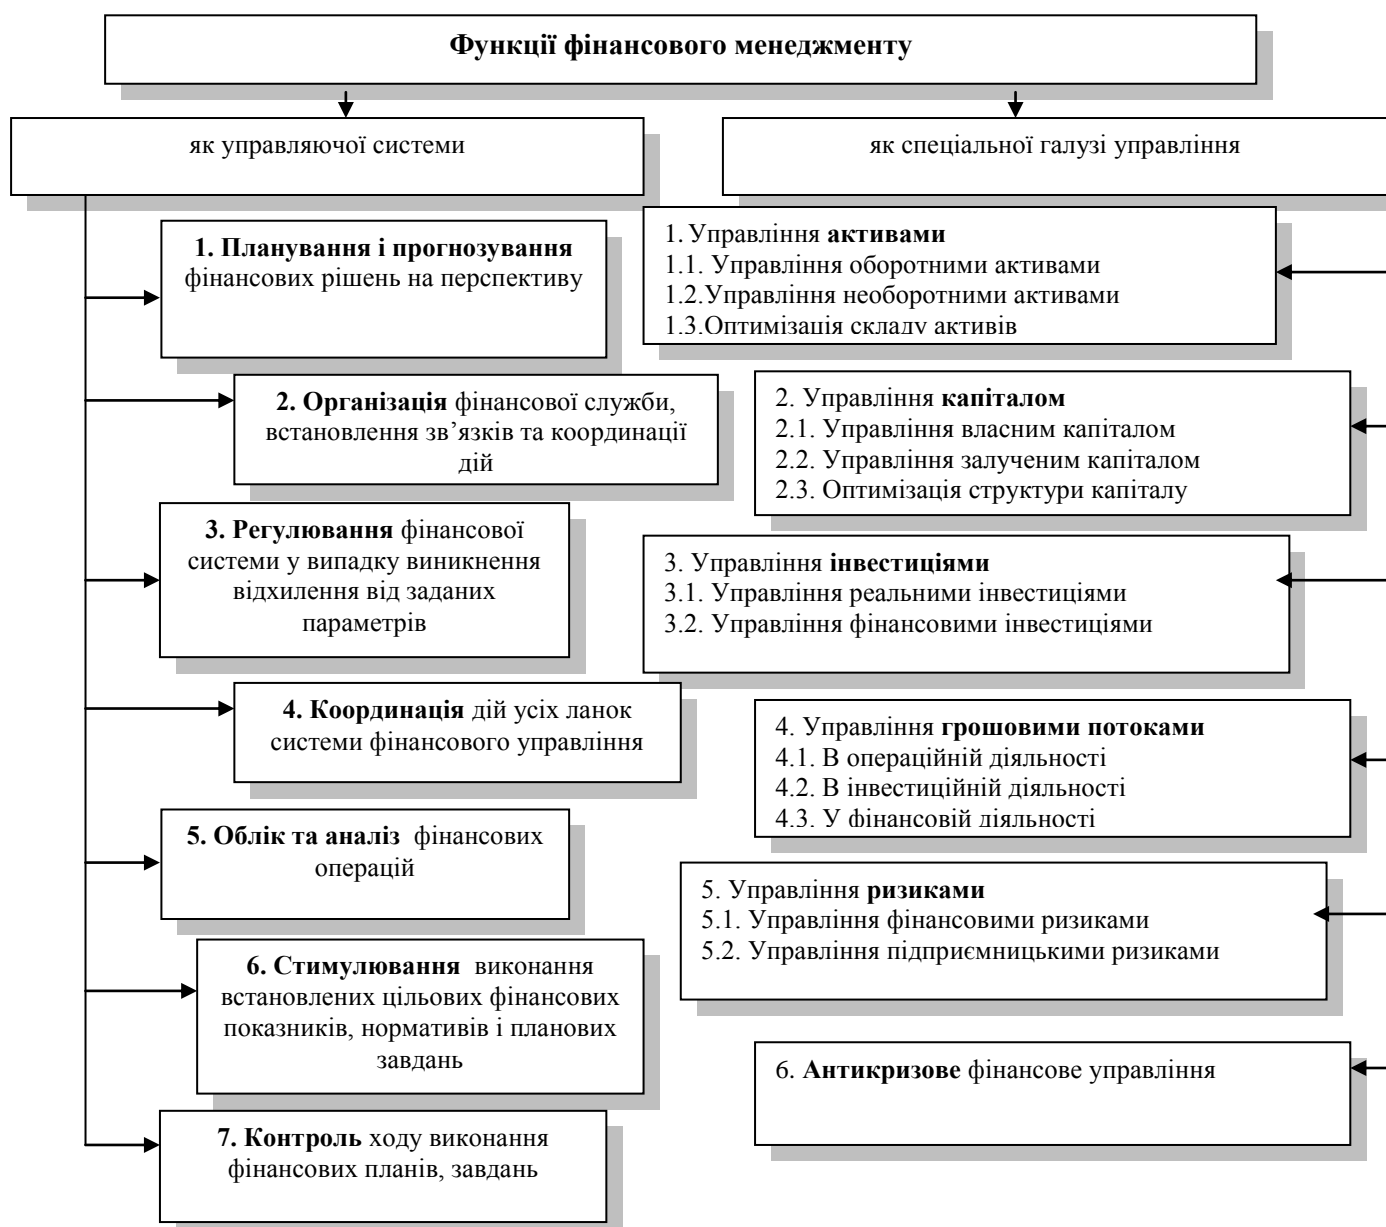 Функції фінансового менеджменту
як управляючої системи
1. Планування і прогнозування
фінансових рішень на перспективу
2. Організація фінансової служби,
встановлення зв’язків та координації
дій
3. Регулювання фінансової
системи у випадку виникнення
відхилення від заданих
параметрів
4. Координація дій усіх ланок
системи фінансового управління
5. Облік та аналіз фінансових
операцій
6. Стимулювання виконання
встановлених цільових фінансових
показників, нормативів і планових
завдань
7. Контроль ходу виконання
фінансових планів, завдань
як спеціальної галузі управління
1. Управління активами
1.1. Управління оборотними активами
1.2.Управління необоротними активами
1.3.Оптимізація складу активів
2. Управління капіталом
2.1. Управління власним капіталом
2.2. Управління залученим капіталом
2.3. Оптимізація структури капіталу
3. Управління інвестиціями
3.1. Управління реальними інвестиціями
3.2. Управління фінансовими інвестиціями
4. Управління грошовими потоками
4.1. В операційній діяльності
4.2. В інвестиційній діяльності
4.3. У фінансовій діяльності
5. Управління ризиками
5.1. Управління фінансовими ризиками
5.2. Управління підприємницькими ризиками
6. Антикризове фінансове управління